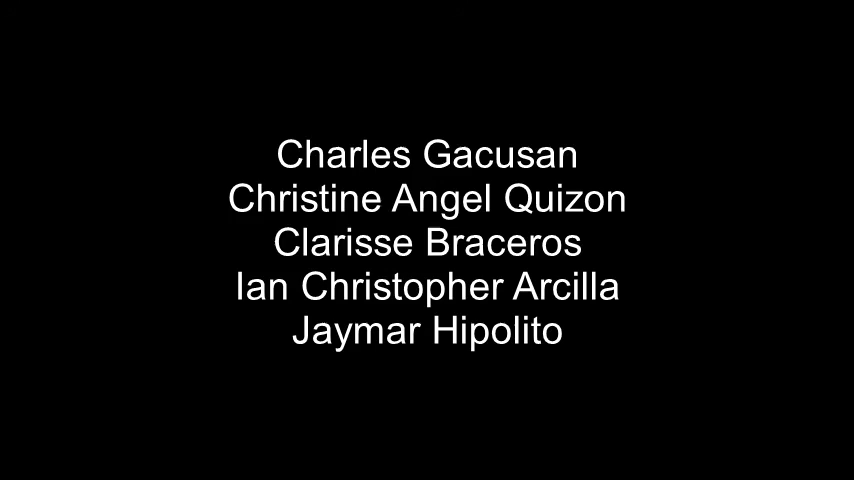 Charles Gacusan
Christine Angel Quizon
Clarisse Braceros
Ian Christopher Arcilla
Jaymar Hipolito